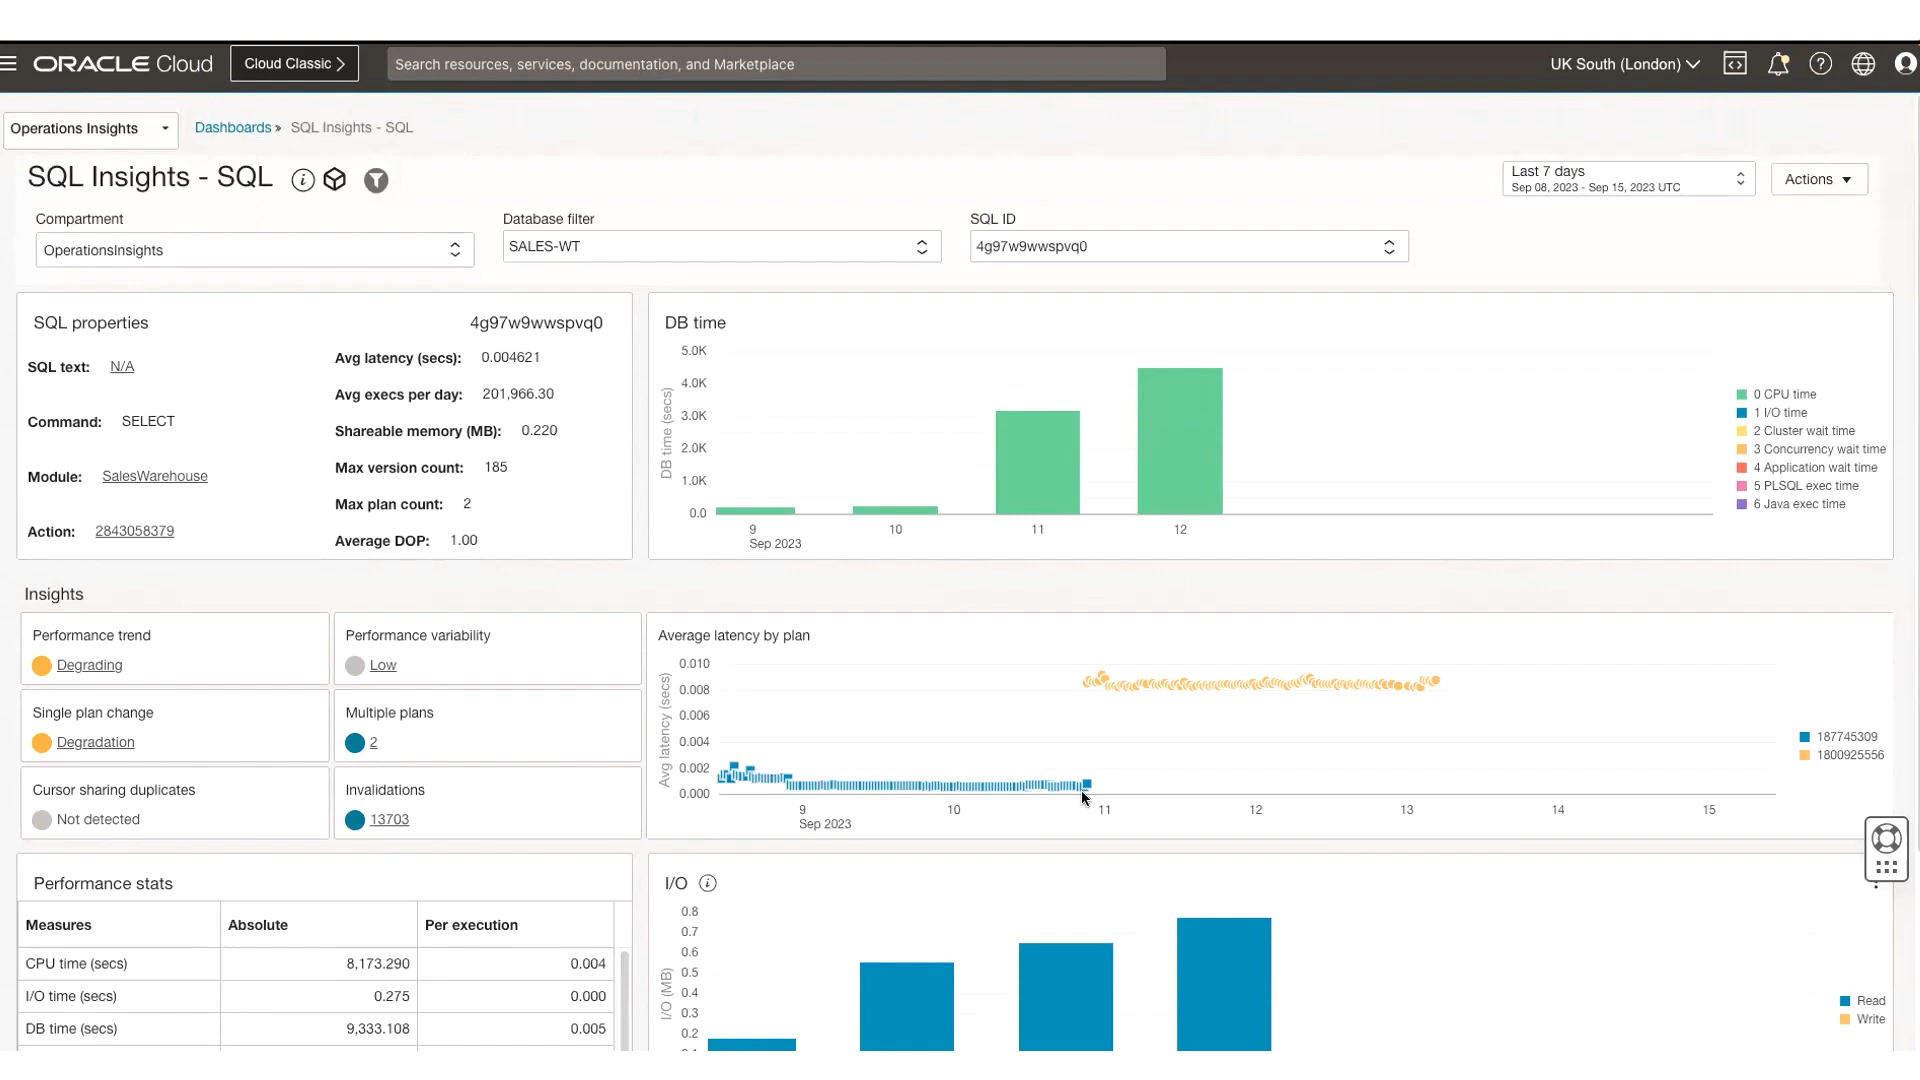 ORACLE Cloud
Cloud Classic
Search resources, services, documentation, and Marketplace
UK South (London)
Operations Insights
Dashboards » SQL Insights - SQL
SQL Insights - SQL
Last 7 days
Sep 08, 2023 - Sep 15, 2023 UTC
Actions
Compartment
OperationsInsights
Database filter
SALES-WT
SQL ID
4g97w9wwspvq0
SQL properties
4g97w9wwspvq0
SQL text: N/A
Command: SELECT
Module: SalesWarehouse
Action: 2843058379
Avg latency (secs): 0.004621
Avg execs per day: 201,966.30
Shareable memory (MB): 0.220
Max version count: 185
Max plan count: 2
Average DOP: 1.00
DB time
DB time (secs)
5.0K
4.0K
3.0K
2.0K
1.0K
0.0
9 10 11 12
Sep 2023
0 CPU time
1 I/O time
2 Cluster wait time
3 Concurrency wait time
4 Application wait time
5 PLSQL exec time
6 Java exec time
Insights
Performance trend
Degrading
Performance variability
Low
Single plan change
Degradation
Multiple plans
2
Cursor sharing duplicates
Not detected
Invalidations
13703
Average latency by plan
Avg latency (secs)
0.010
0.008
0.006
0.004
0.002
0.000
9 10 11 12 13 14 15
Sep 2023
187745309
1800925556
Performance stats
Measures Absolute Per execution
CPU time (secs) 8,173.290 0.004
I/O time (secs) 0.275 0.000
DB time (secs) 9,333.108 0.005
I/O
I/O (MB)
0.8
0.7
0.6
0.5
0.4
0.3
0.2
Read
Write